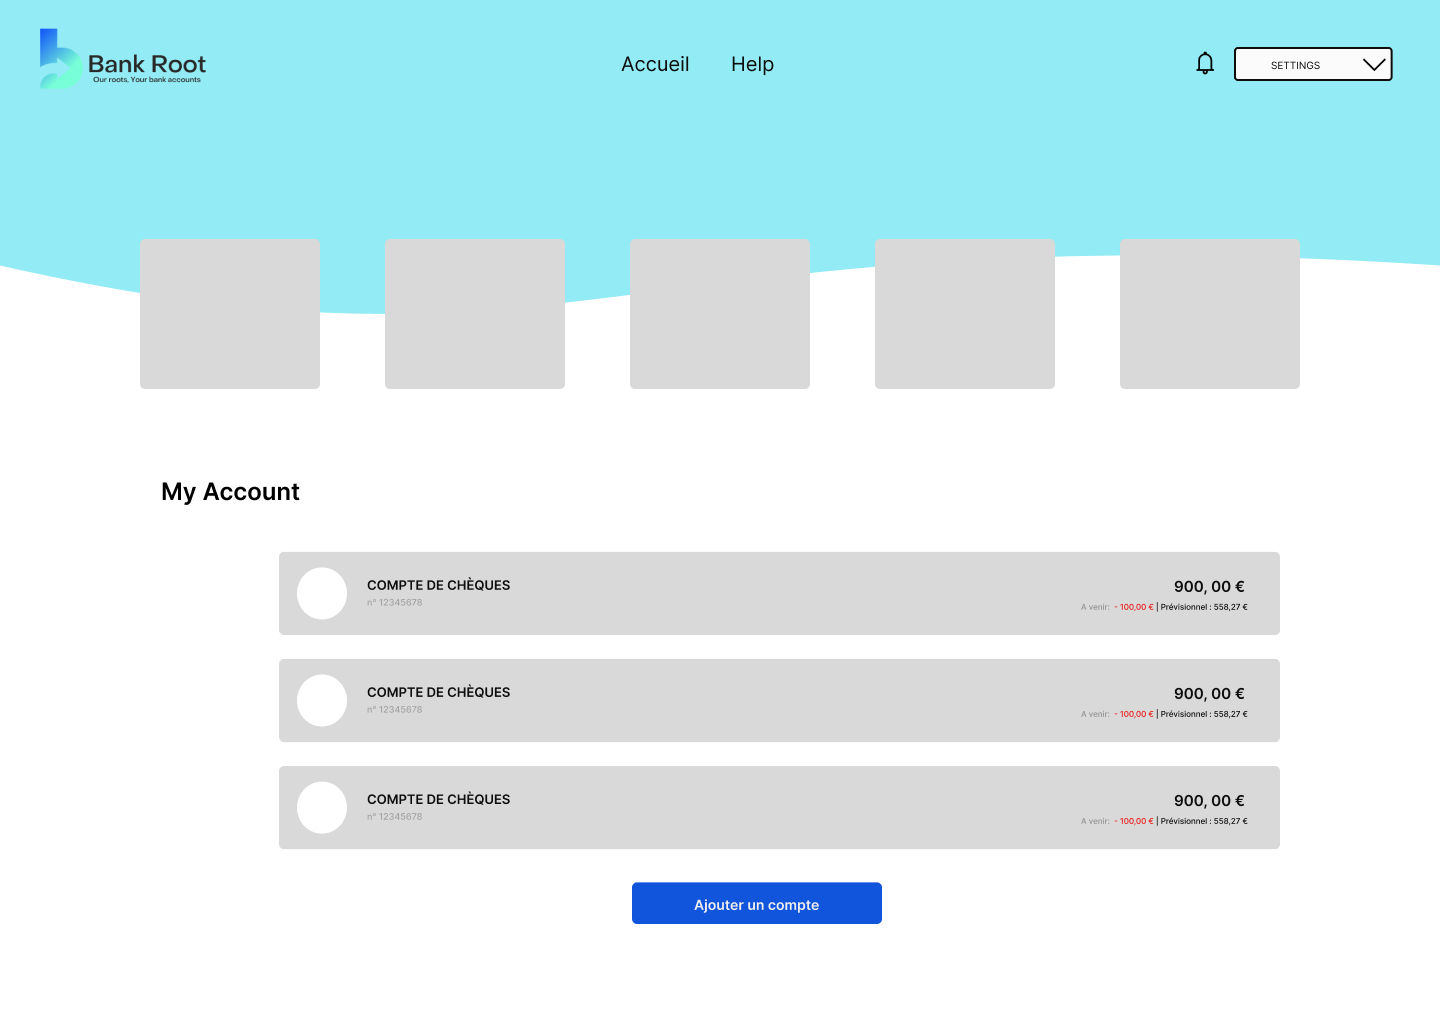 Bank Root
Our roots, Your bank accounts
Accueil Help
SETTINGS
My Account
COMPTE DE CHÈQUES
n° 12345678
900, 00 €
A venir: - 100,00 € | Prévisionnel : 558,27 €
COMPTE DE CHÈQUES
n° 12345678
900, 00 €
A venir: - 100,00 € | Prévisionnel : 558,27 €
COMPTE DE CHÈQUES
n° 12345678
900, 00 €
A venir: - 100,00 € | Prévisionnel : 558,27 €
Ajouter un compte